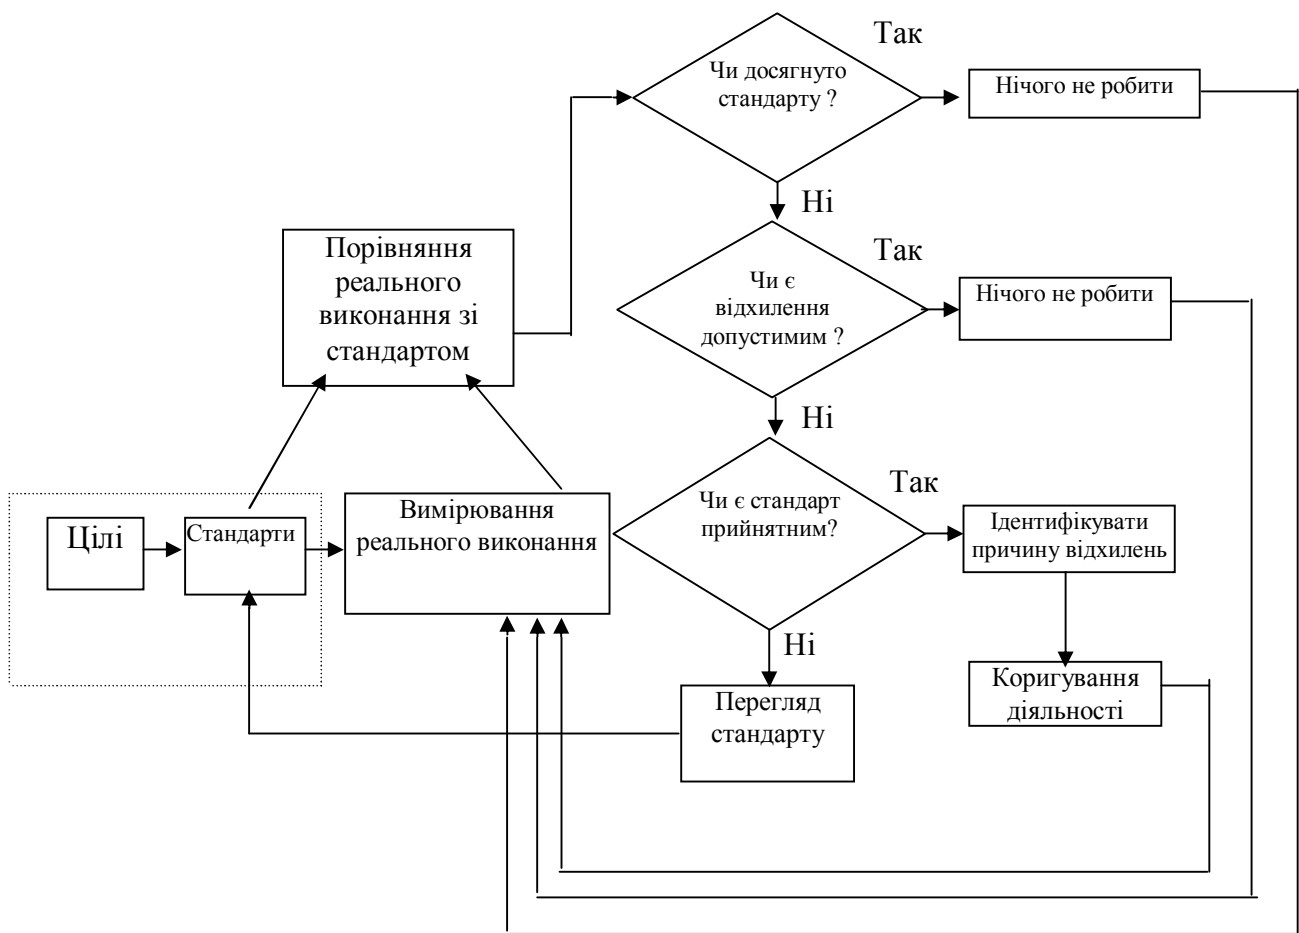 Так
Чи досягнуто
стандарту ?
Нічого не робити
Ні
Порівняння
реального
виконання зі
стандартом
Так
Чи є
відхилення
допустимим ?
Нічого не робити
Ні
Так
Чи є стандарт
прийнятним?
Ідентифікувати
причину відхилень
Цілі
Стандарти
Вимірювання
реального виконання
Ні
Перегляд
стандарту
Коригування
діяльності